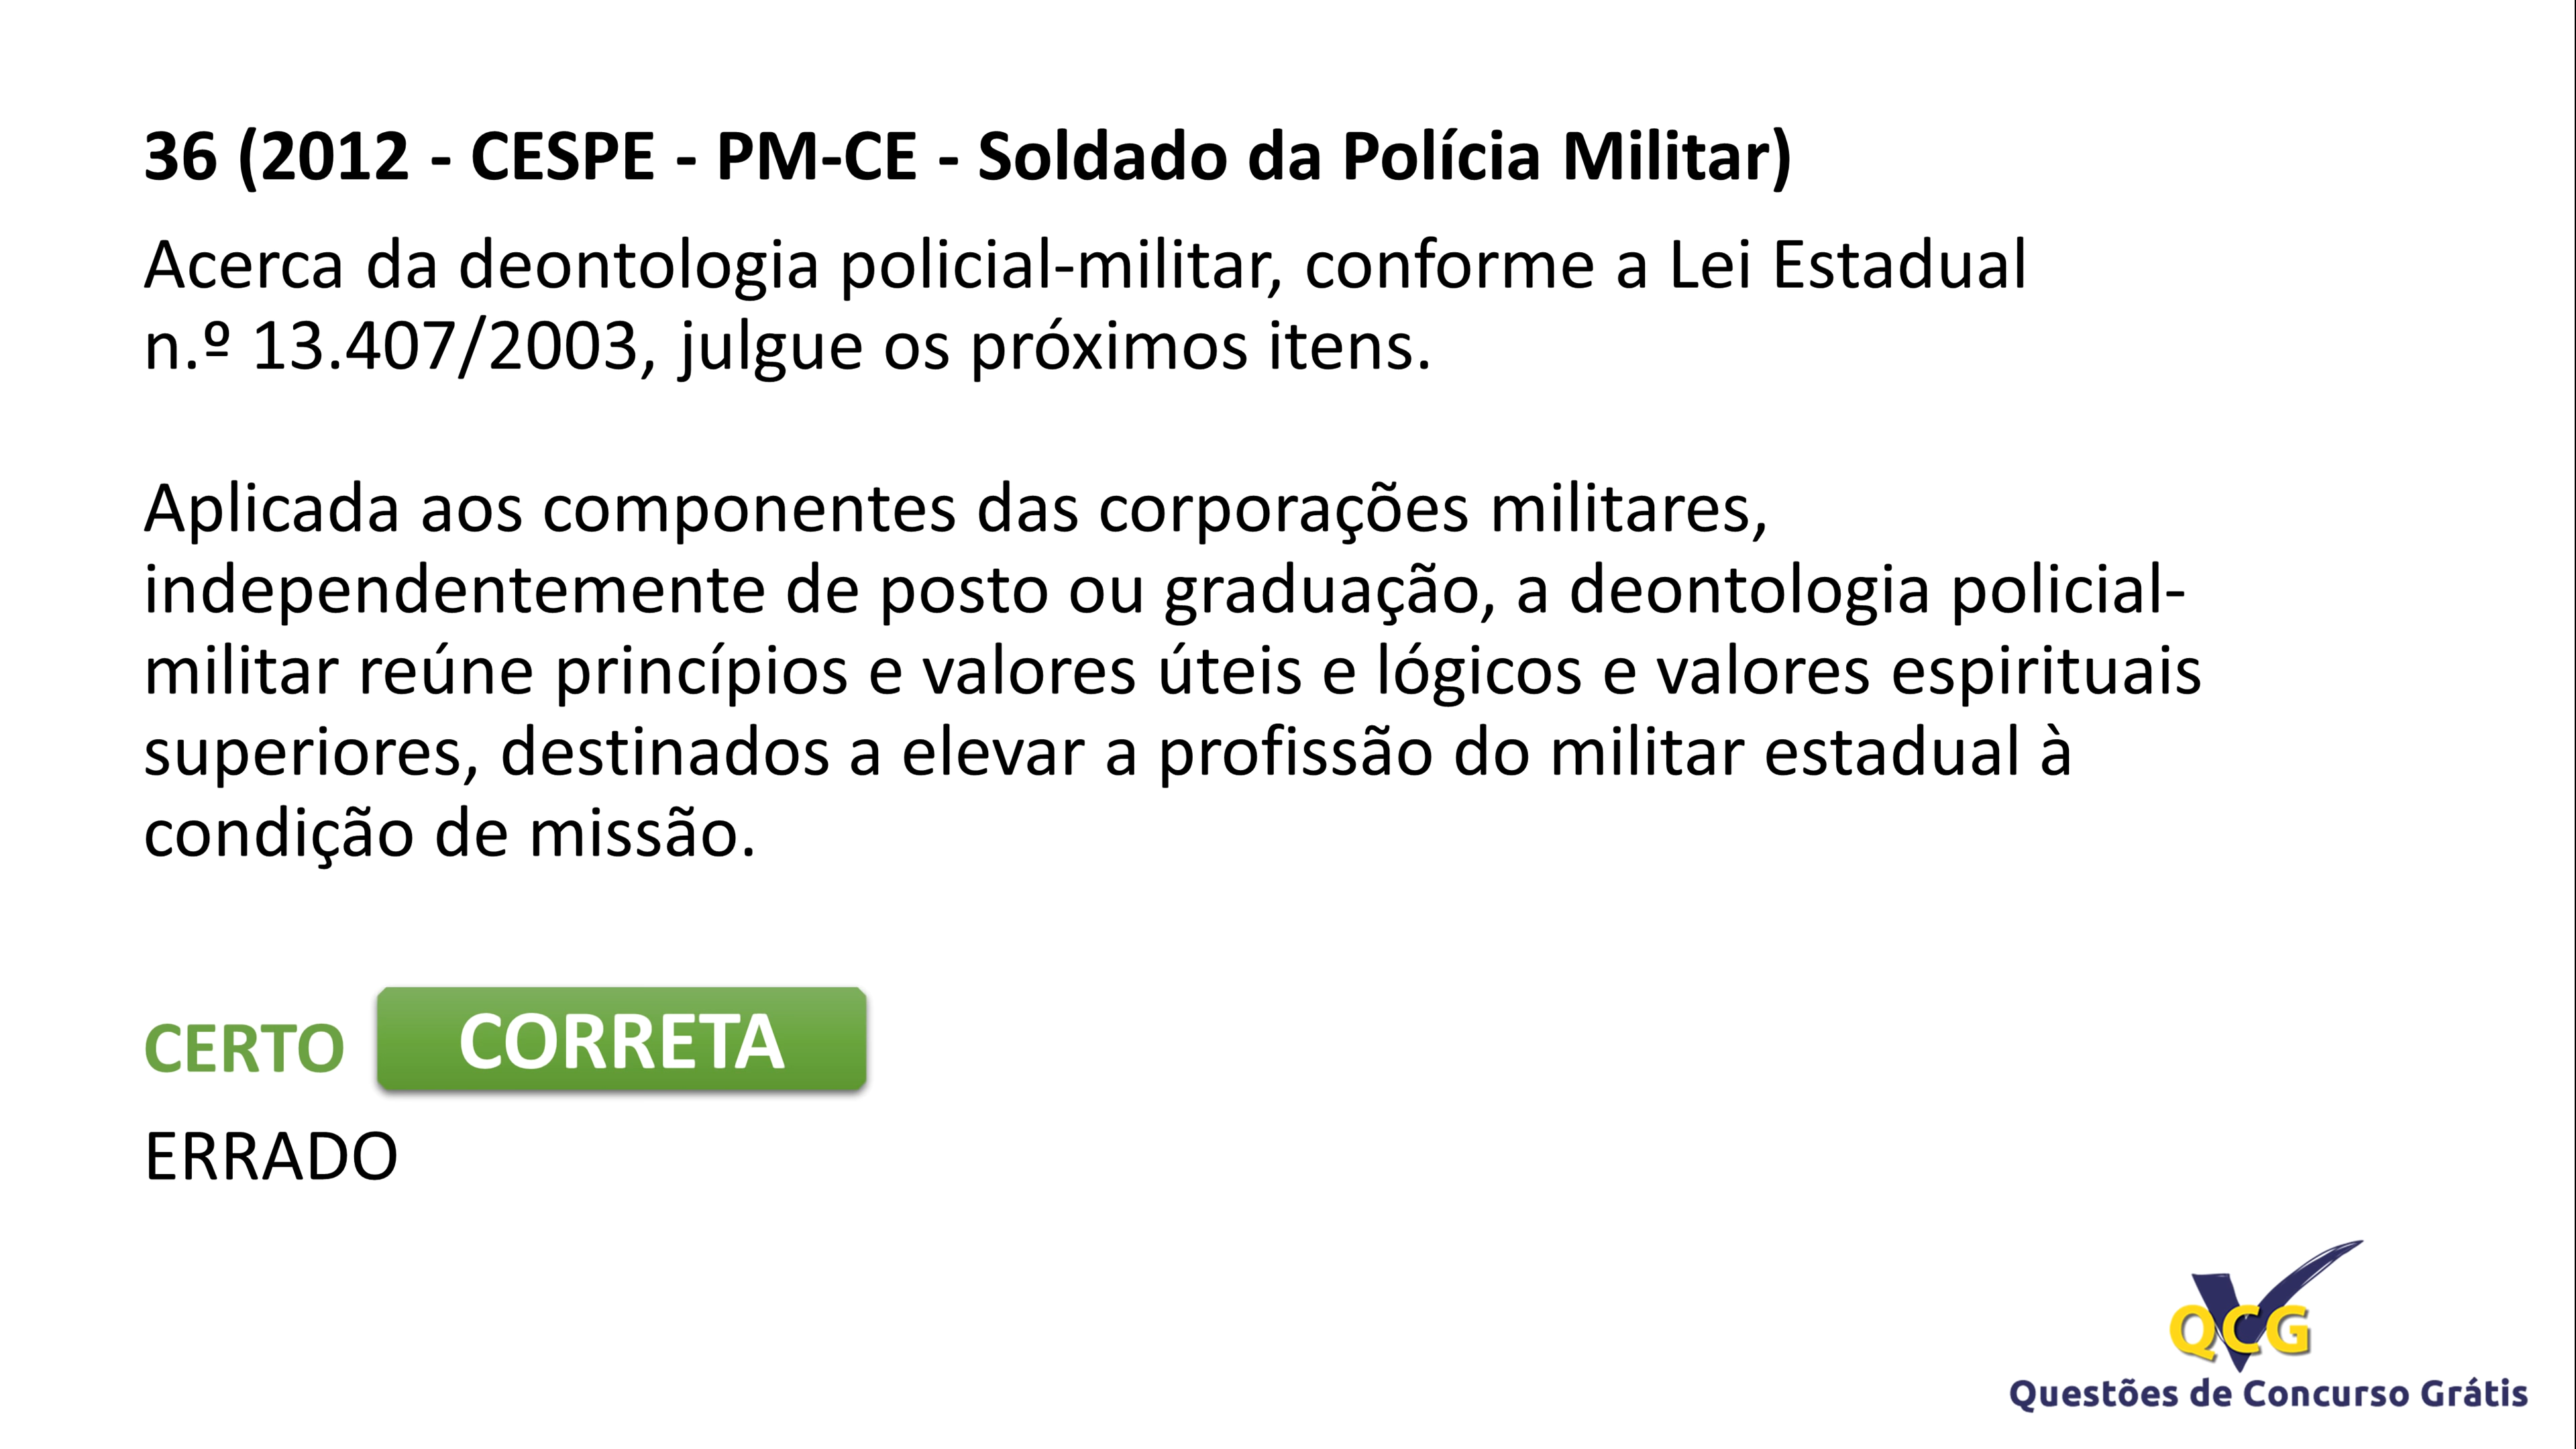 36 (2012 - CESPE - PM-CE - Soldado da Polícia Militar)
Acerca da deontologia policial-militar, conforme a Lei Estadual
n.º 13.407/2003, julgue os próximos itens.
Aplicada aos componentes das corporações militares,
independentemente de posto ou graduação, a deontologia policial-
militar reúne princípios e valores úteis e lógicos e valores espirituais
superiores, destinados a elevar a profissão do militar estadual à
condição de missão.
CERTO CORRETA
ERRADO
QCG
Questões de Concurso Grátis